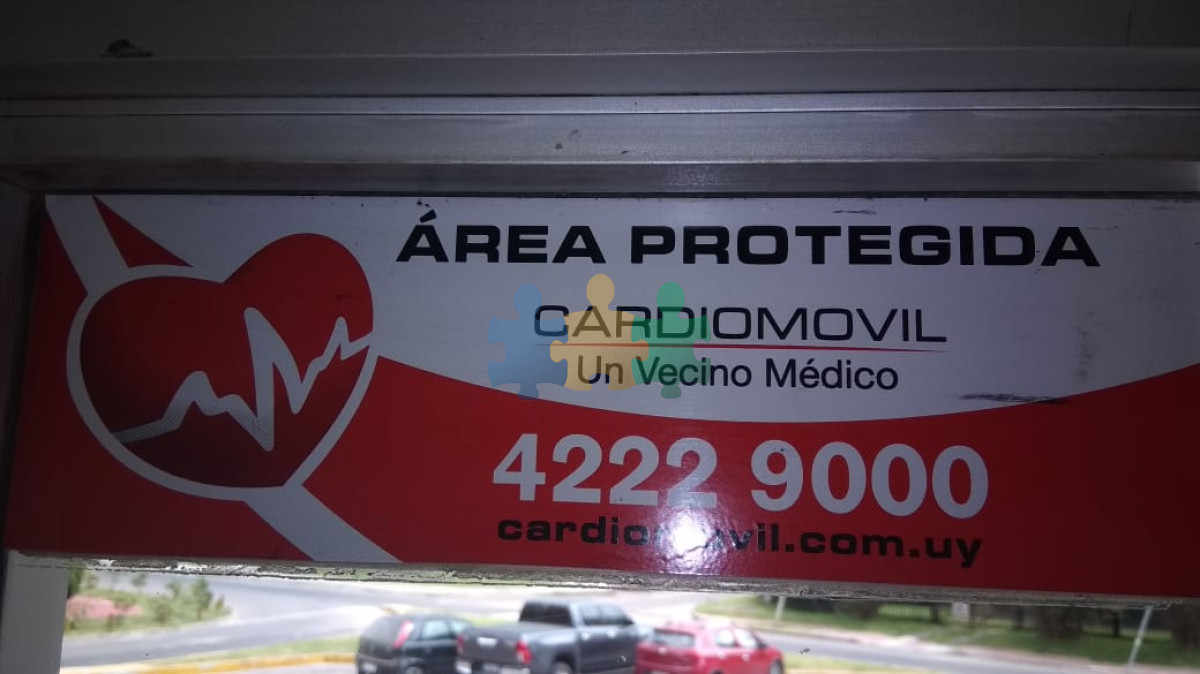 ÁREA PROTEGIDA
CARDIOMOVIL
Un Vecino Médico
4222 9000
cardiomovil.com.uy